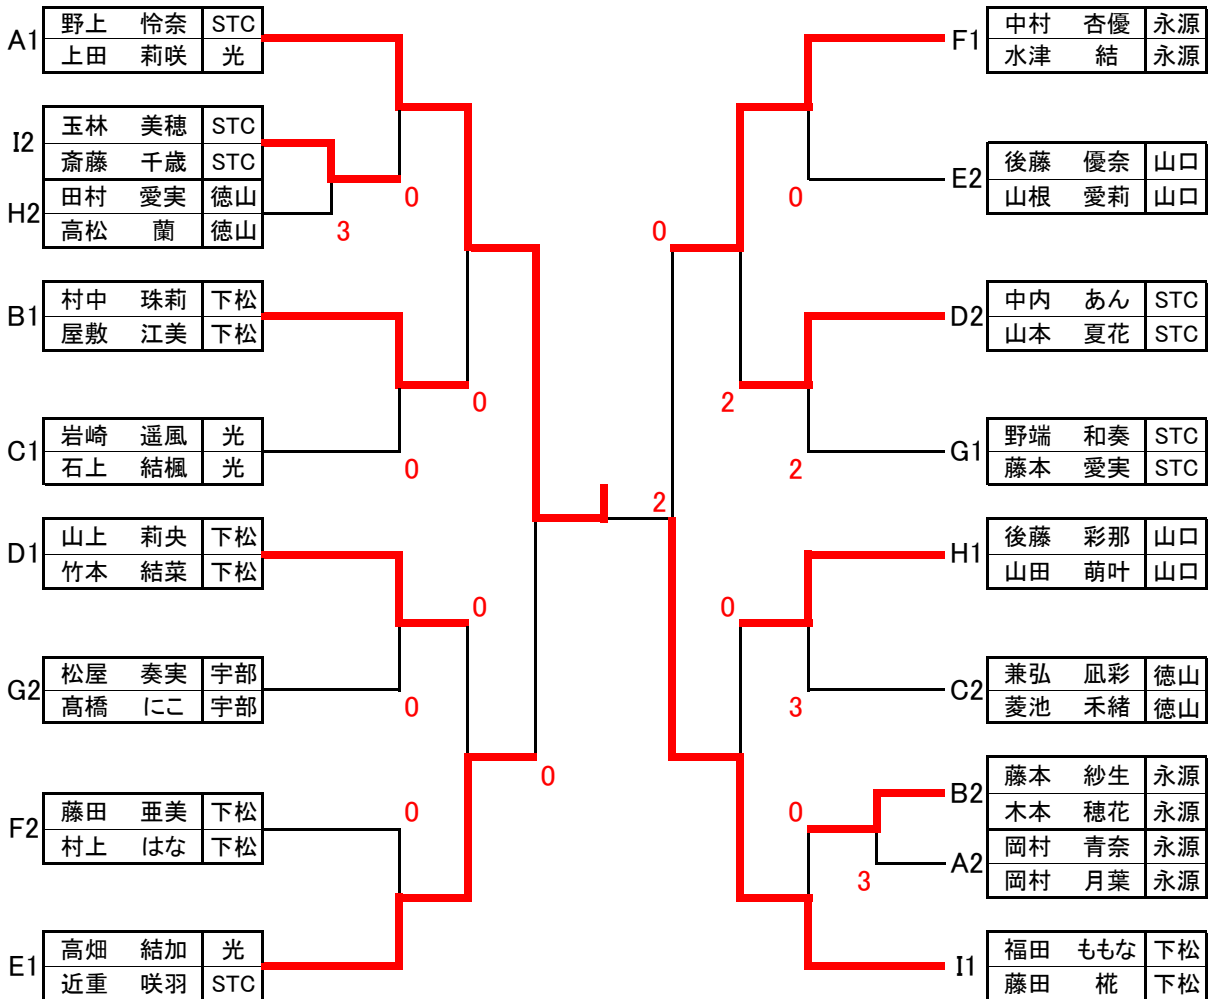 A1 野上 怜奈 STC
上田 莉咲 光
I2 玉林 美穂 STC
斎藤 千歳 STC
H2 田村 愛実 徳山
高松 蘭 徳山
0
3
B1 村中 珠莉 下松
屋敷 江美 下松
0
C1 岩崎 遥風 光
石上 結楓 光
0
D1 山上 莉央 下松
竹本 結菜 下松
0
G2 松屋 奏実 宇部
髙橋 にこ 宇部
0
0
F2 藤田 亜美 下松
村上 はな 下松
0
E1 高畑 結加 光
近重 咲羽 STC
2
F1 中村 杏優 永源
水津 結 永源
E2 後藤 優奈 山口
山根 愛莉 山口
0
0
D2 中内 あん STC
山本 夏花 STC
2
G1 野端 和奏 STC
藤本 愛実 STC
2
H1 後藤 彩那 山口
山田 萌叶 山口
0
C2 兼弘 凪彩 徳山
菱池 禾緒 徳山
3
B2 藤本 紗生 永源
木本 穂花 永源
0
A2 岡村 青奈 永源
岡村 月葉 永源
3
I1 福田 ももな 下松
藤田 椛 下松